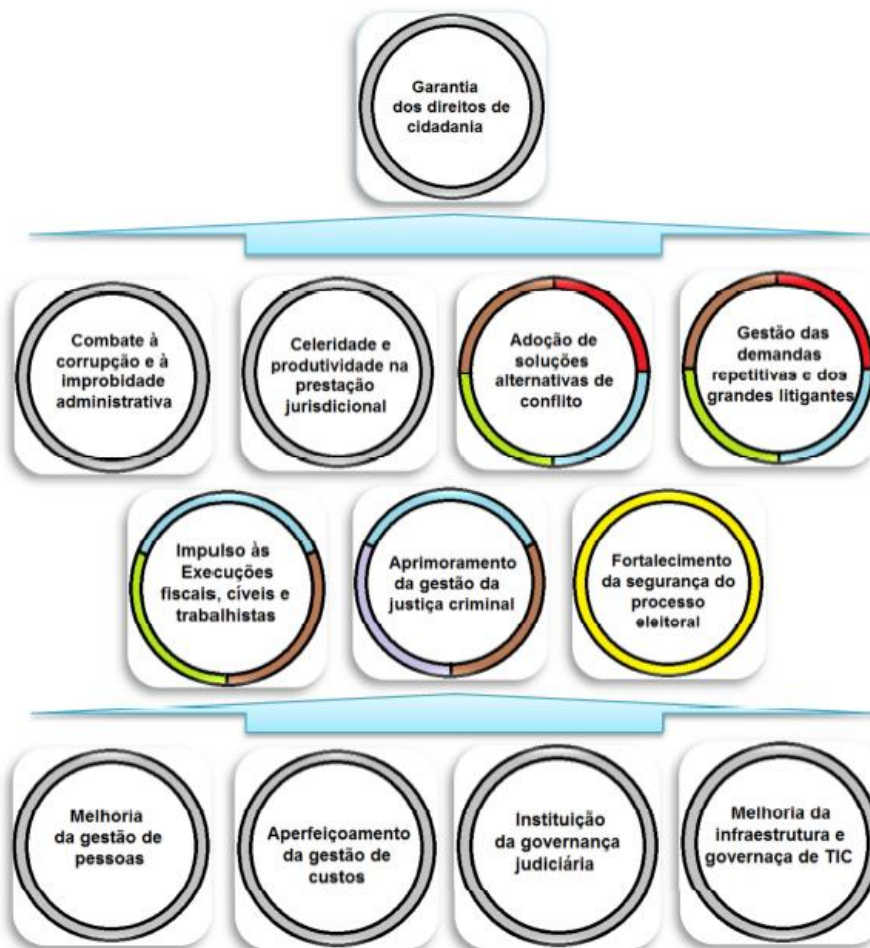 Garantia
dos direitos de
cidadania
Combate à
corrupção e à
improbidade
administrativa
Celeridade e
produtividade na
prestação
jurisdicional
Adoção de
soluções
alternativas de
conflito
Gestão das
demandas
repetitivas e dos
grandes litigantes
Impulso às
Execuções
fiscais, cíveis e
trabalhistas
Aprimoramento
da gestão da
justiça criminal
Fortalecimento
da segurança do
processo
eleitoral
Melhoria
da gestão de
pessoas
Aperfeiçoamento
da gestão de
custos
Instituição
da governança
judiciária
Melhoria da
infraestrutura e
governaça de TIC